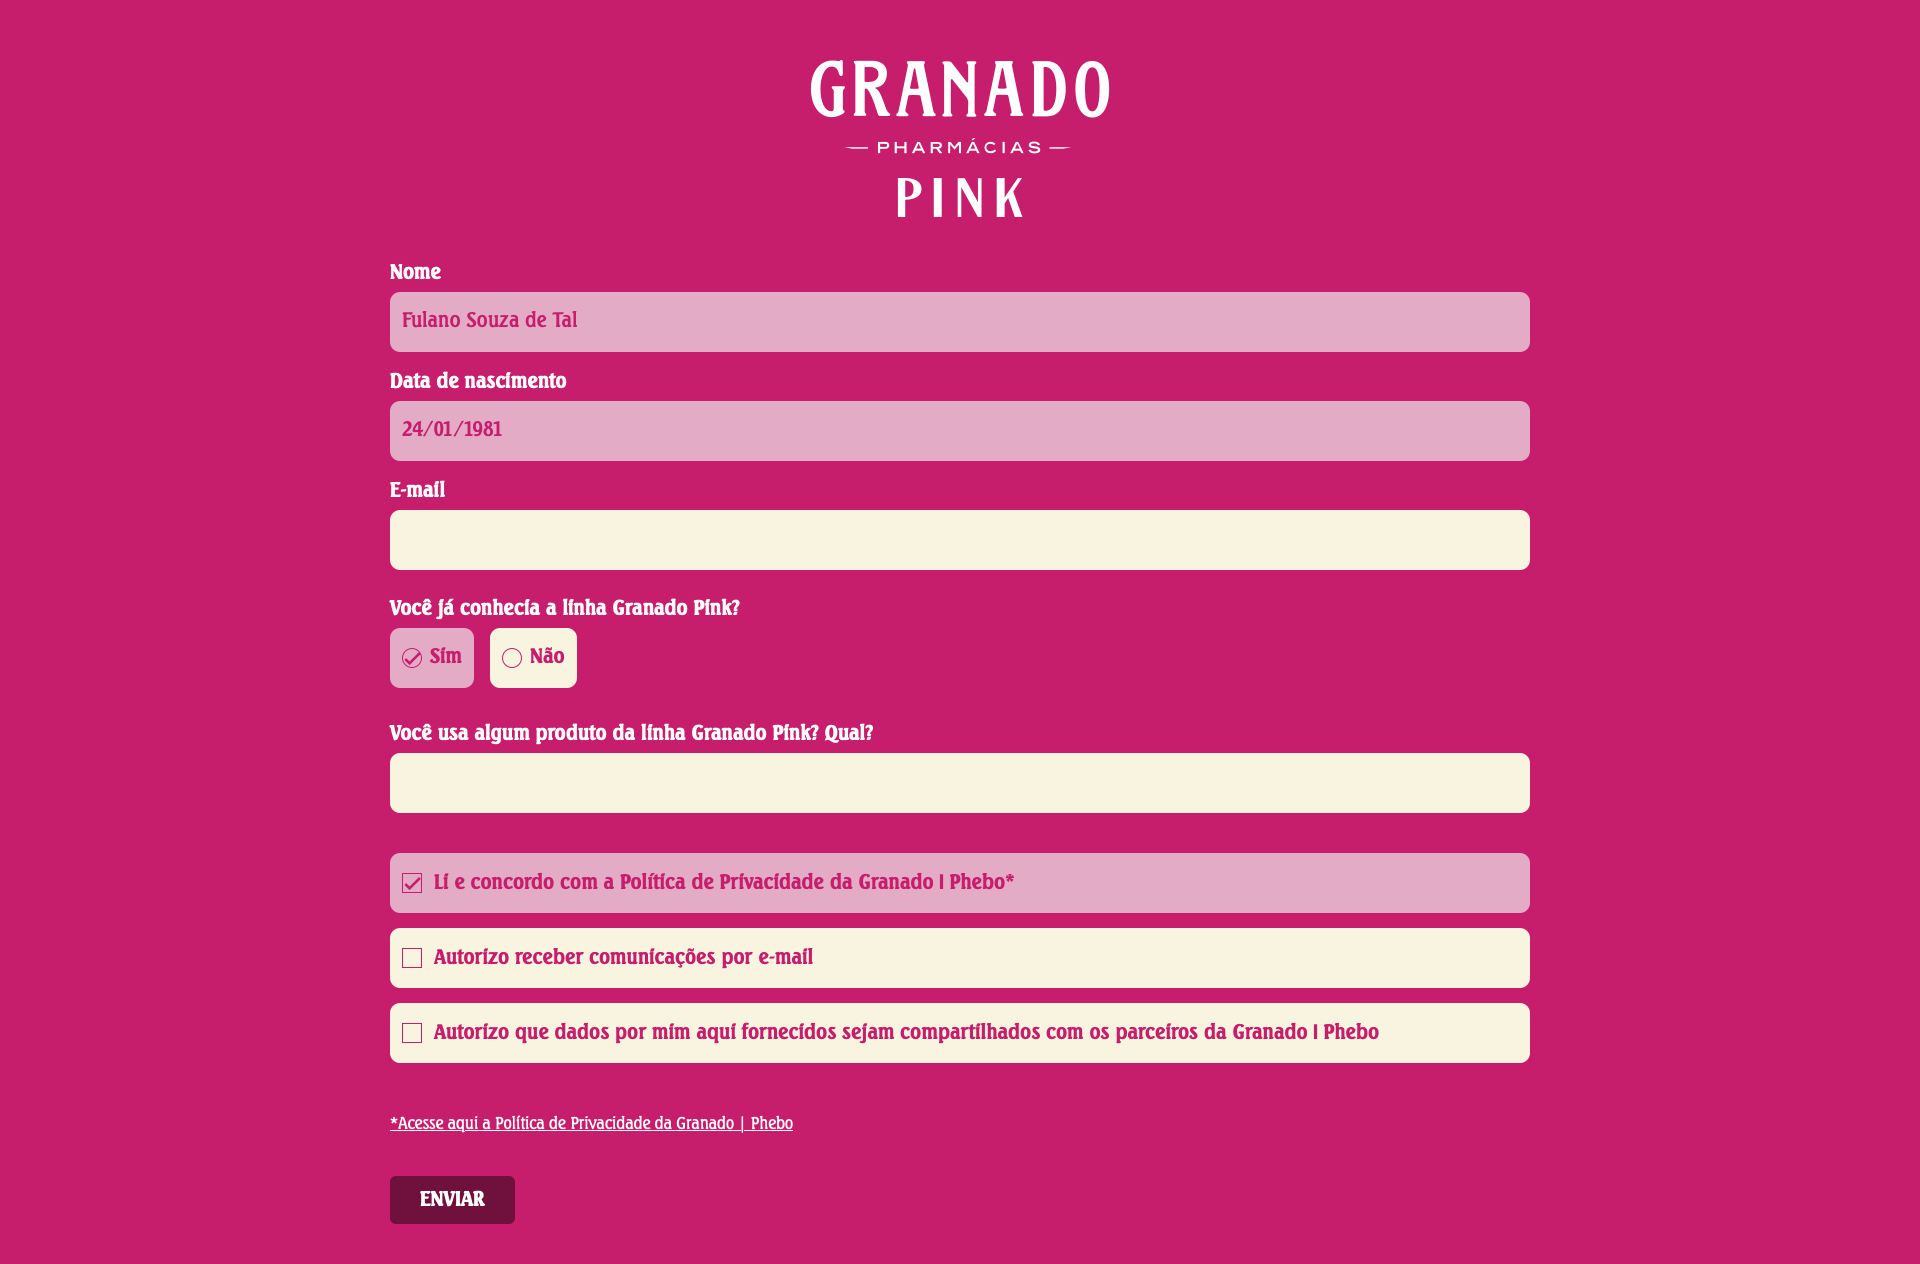 GRANADO
PHARMÁCIAS
PINK
Nome
Fulano Souza de Tal
Data de nascimento
24/01/1981
E-mail
Você já conhecia a linha Granado Pink?
Sim Não
Você usa algum produto da linha Granado Pink? Qual?
Li e concordo com a Política de Privacidade da Granado | Phebo*
Autorizo receber comunicações por e-mail
Autorizo que dados por mim aqui fornecidos sejam compartilhados com os parceiros da Granado | Phebo
*Acesse aqui a Política de Privacidade da Granado | Phebo
ENVIAR